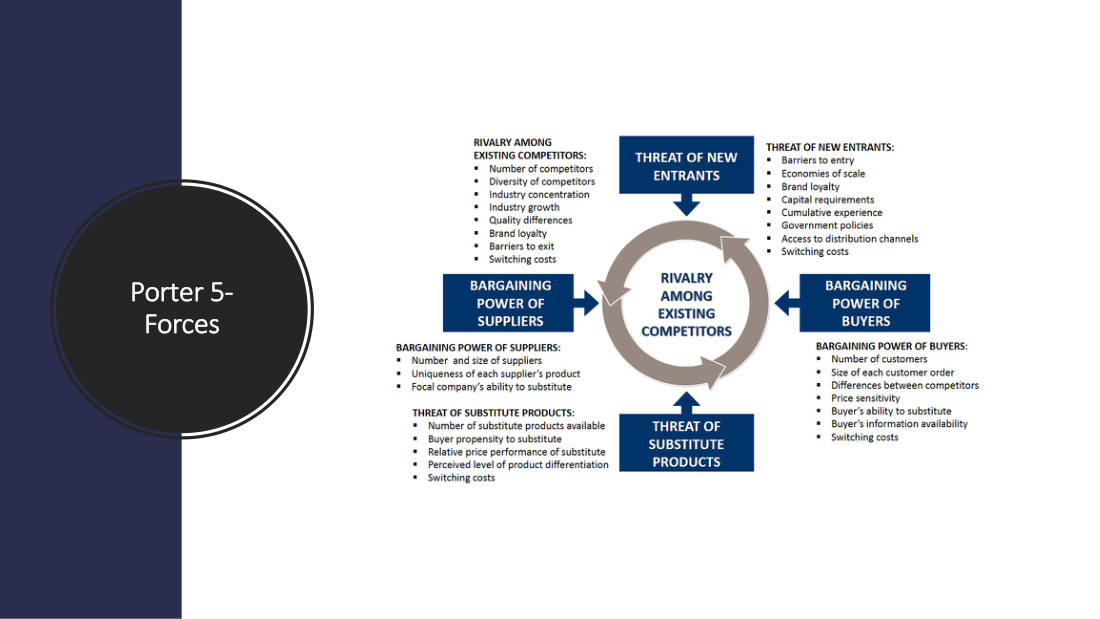 Porter 5-
Forces
RIVALRY AMONG
EXISTING COMPETITORS:
▪ Number of competitors
▪ Diversity of competitors
▪ Industry concentration
▪ Industry growth
▪ Quality differences
▪ Brand loyalty
▪ Barriers to exit
▪ Switching costs
THREAT OF NEW
ENTRANTS
THREAT OF NEW ENTRANTS:
▪ Barriers to entry
▪ Economies of scale
▪ Brand loyalty
▪ Capital requirements
▪ Cumulative experience
▪ Government policies
▪ Access to distribution channels
▪ Switching costs
BARGAINING
POWER OF
SUPPLIERS
RIVALRY
AMONG
EXISTING
COMPETITORS
BARGAINING
POWER OF
BUYERS
BARGAINING POWER OF SUPPLIERS:
▪ Number and size of suppliers
▪ Uniqueness of each supplier's product
▪ Focal company's ability to substitute
BARGAINING POWER OF BUYERS:
▪ Number of customers
▪ Size of each customer order
▪ Differences between competitors
▪ Price sensitivity
▪ Buyer's ability to substitute
▪ Buyer's information availability
▪ Switching costs
THREAT OF SUBSTITUTE PRODUCTS:
▪ Number of substitute products available
▪ Buyer propensity to substitute
▪ Relative price performance of substitute
▪ Perceived level of product differentiation
▪ Switching costs
THREAT OF
SUBSTITUTE
PRODUCTS